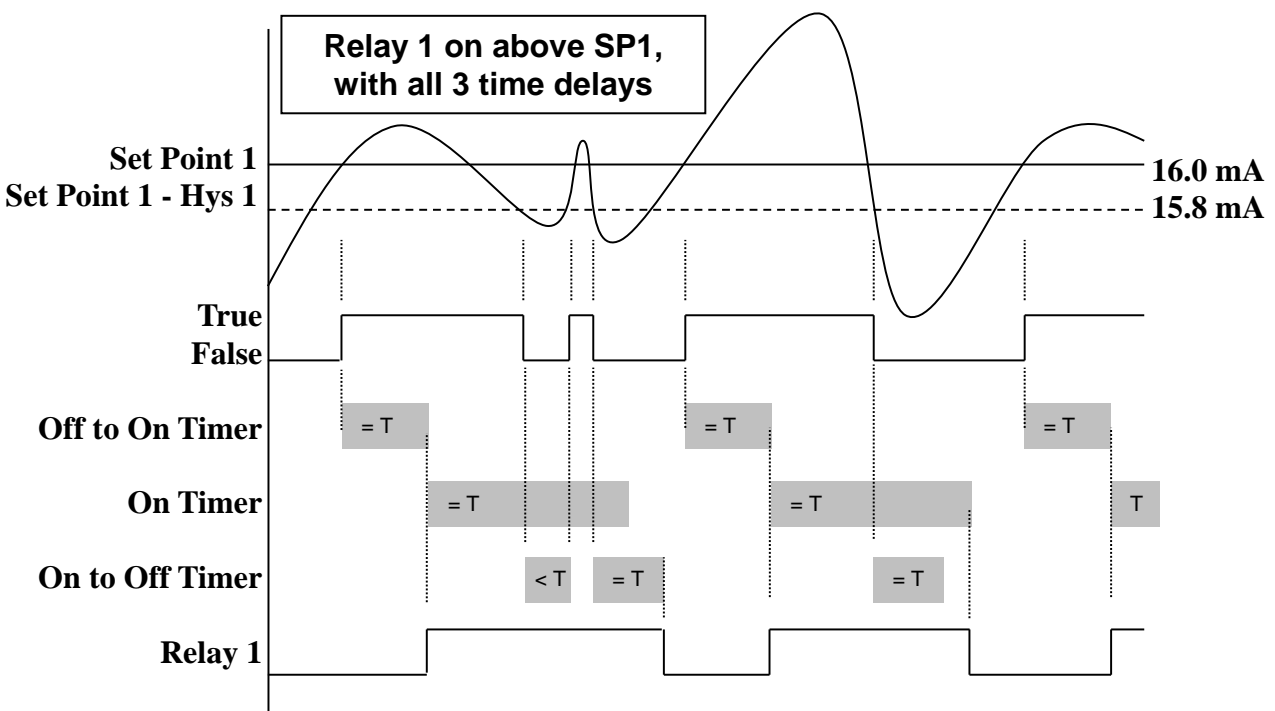 Relay 1 on above SP1,
with all 3 time delays
Set Point 1
16.0 mA
Set Point 1 - Hys 1
15.8 mA
True
False
Off to On Timer
= T
= T
= T
On Timer
= T
= T
T
On to Off Timer
< T
= T
= T
Relay 1